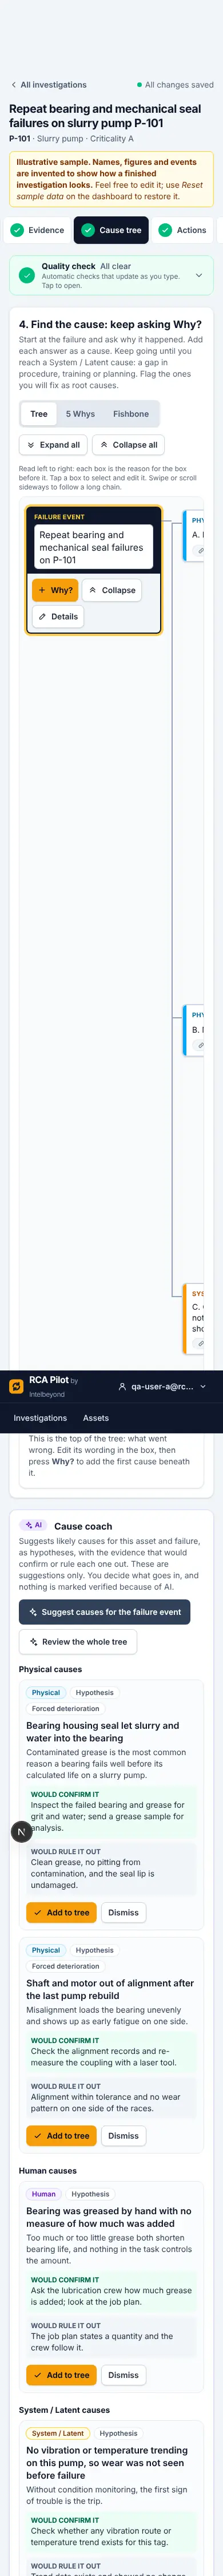 All investigations
All changes saved
Repeat bearing and mechanical seal
failures on slurry pump P-101
P-101 · Slurry pump · Criticality A
Illustrative sample. Names, figures and events
are invented to show how a finished
investigation looks. Feel free to edit it; use Reset
sample data on the dashboard to restore it.
Evidence
Cause tree
Actions
Quality check All clear
Automatic checks that update as you type.
Tap to open.
4. Find the cause: keep asking Why?
Start at the failure and ask why it happened. Add
each answer as a cause. Keep going until
you reach a System / Latent cause: a gap in
procedure, training or planning. Flag the ones
you will fix as root causes.
Tree
5 Whys
Fishbone
Expand all
Collapse all
Read left to right: each box is the reason for the box
before it. Tap a box to select and edit it. Swipe or scroll
sideways to follow a long chart.
FAILURE EVENT
Repeat bearing and
mechanical seal failures
on P-101
Why?
Collapse
Details
PHY
A.
PHY
B.
SYS
C.
not
sho
RCA Pilot by
Intelbeyond
qa-user-a@rc...
Investigations
Assets
This is the top of the tree: what went
wrong. Edit its wording in the box, then
press Why? to add the first cause beneath
it.
AI
Cause coach
Suggests likely causes for this asset and failure,
as hypotheses, with the evidence that would
confirm or rule each one out. These are
suggestions only. You decide what goes in, and
nothing is marked verified because of AI.
Suggest causes for the failure event
Review the whole tree
Physical causes
Physical
Hypothesis
Forced deterioration
Bearing housing seal let slurry and
water into the bearing
Contaminated grease is the most common
reason a bearing fails well before its
calculated life on a slurry pump.
WOULD CONFIRM IT
Inspect the failed bearing and grease for
grit and water; send a grease sample for
analysis.
N
WOULD RULE IT OUT
Clean grease, no pitting from
contamination, and the seal lip is
undamaged.
Add to tree
Dismiss
Physical
Hypothesis
Forced deterioration
Shaft and motor out of alignment after
the last pump rebuild
Misalignment loads the bearing unevenly
and shows up as early fatigue on one side.
WOULD CONFIRM IT
Check the alignment records and re-
measure the coupling with a laser tool.
WOULD RULE IT OUT
Alignment within tolerance and no wear
pattern on one side of the races.
Add to tree
Dismiss
Human causes
Human
Hypothesis
Bearing was greased by hand with no
measure of how much was added
Too much or too little grease both shorten
bearing life, and nothing in the task controls
the amount.
WOULD CONFIRM IT
Ask the lubrication crew how much grease
is added; look at the job plan.
WOULD RULE IT OUT
The job plan states a quantity and the
crew follow it.
Add to tree
Dismiss
System / Latent causes
System / Latent
Hypothesis
No vibration or temperature trending
on this pump, so wear was not seen
before failure
Without condition monitoring, the first sign
of trouble is the trip.
WOULD CONFIRM IT
Check whether any vibration route or
temperature trend exists for this tag.
WOULD RULE IT OUT